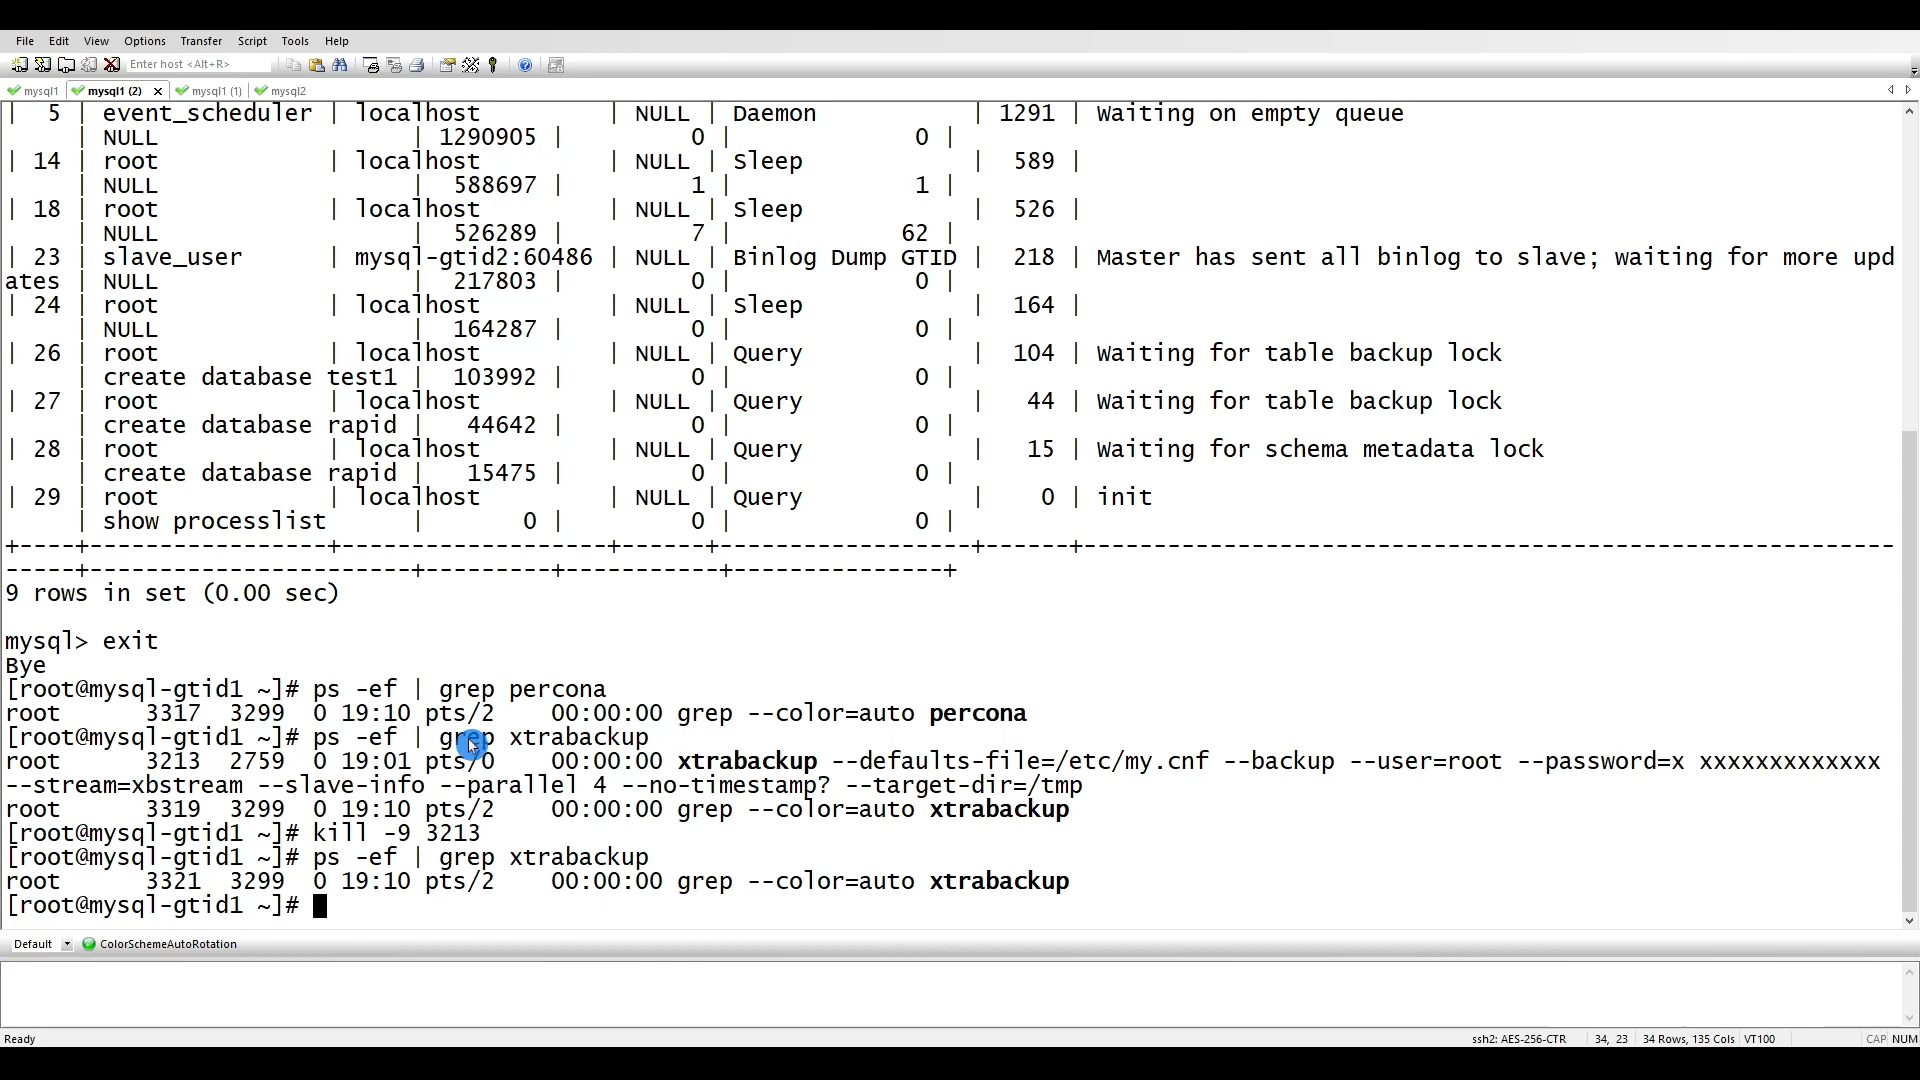 File Edit View Options Transfer Script Tools Help
Enter host <Alt+R>
mysql1 mysql1 (2) mysql1 (1) mysql2
| 5 | event_scheduler | localhost | NULL | Daemon | 1291 | Waiting on empty queue
| NULL | 1290905 | 0 | 0 |
| 14 | root | localhost | NULL | Sleep | 589 |
| NULL | 588697 | 1 | 1 |
| 18 | root | localhost | NULL | Sleep | 526 |
| NULL | 526289 | 7 | 62 |
| 23 | slave_user | mysql-gtid2:60486 | NULL | Binlog Dump GTID | 218 | Master has sent all binlog to slave; waiting for more upd
ates | NULL | 217803 | 0 | 0 |
| 24 | root | localhost | NULL | Sleep | 164 |
| NULL | 164287 | 0 | 0 |
| 26 | root | localhost | NULL | Query | 104 | Waiting for table backup lock
| create database test1 | 103992 | 0 | 0 |
| 27 | root | localhost | NULL | Query | 44 | Waiting for table backup lock
| create database rapid | 44642 | 0 | 0 |
| 28 | root | localhost | NULL | Query | 15 | Waiting for schema metadata lock
| create database rapid | 15475 | 0 | 0 |
| 29 | root | localhost | NULL | Query | 0 | init
| show processlist | 0 | 0 | 0 |
+----+------------------+-------------------+------+------------------+------+----------------------------------------------------------
-----+-----------------------+---------+-----------+---------------+
9 rows in set (0.00 sec)
mysql> exit
Bye
[root@mysql-gtid1 ~]# ps -ef | grep percona
root 3317 3299 0 19:10 pts/2 00:00:00 grep --color=auto percona
[root@mysql-gtid1 ~]# ps -ef | grep xtrabackup
root 3213 2759 0 19:01 pts/0 00:00:00 xtrabackup --defaults-file=/etc/my.cnf --backup --user=root --password=x xxxxxxxxxxxxx
--stream=xbstream --slave-info --parallel 4 --no-timestamp? --target-dir=/tmp
root 3319 3299 0 19:10 pts/2 00:00:00 grep --color=auto xtrabackup
[root@mysql-gtid1 ~]# kill -9 3213
[root@mysql-gtid1 ~]# ps -ef | grep xtrabackup
root 3321 3299 0 19:10 pts/2 00:00:00 grep --color=auto xtrabackup
[root@mysql-gtid1 ~]#
Default ColorSchemeAutoRotation
Ready ssh2: AES-256-CTR 34, 23 34 Rows, 135 Cols VT100 CAP NUM